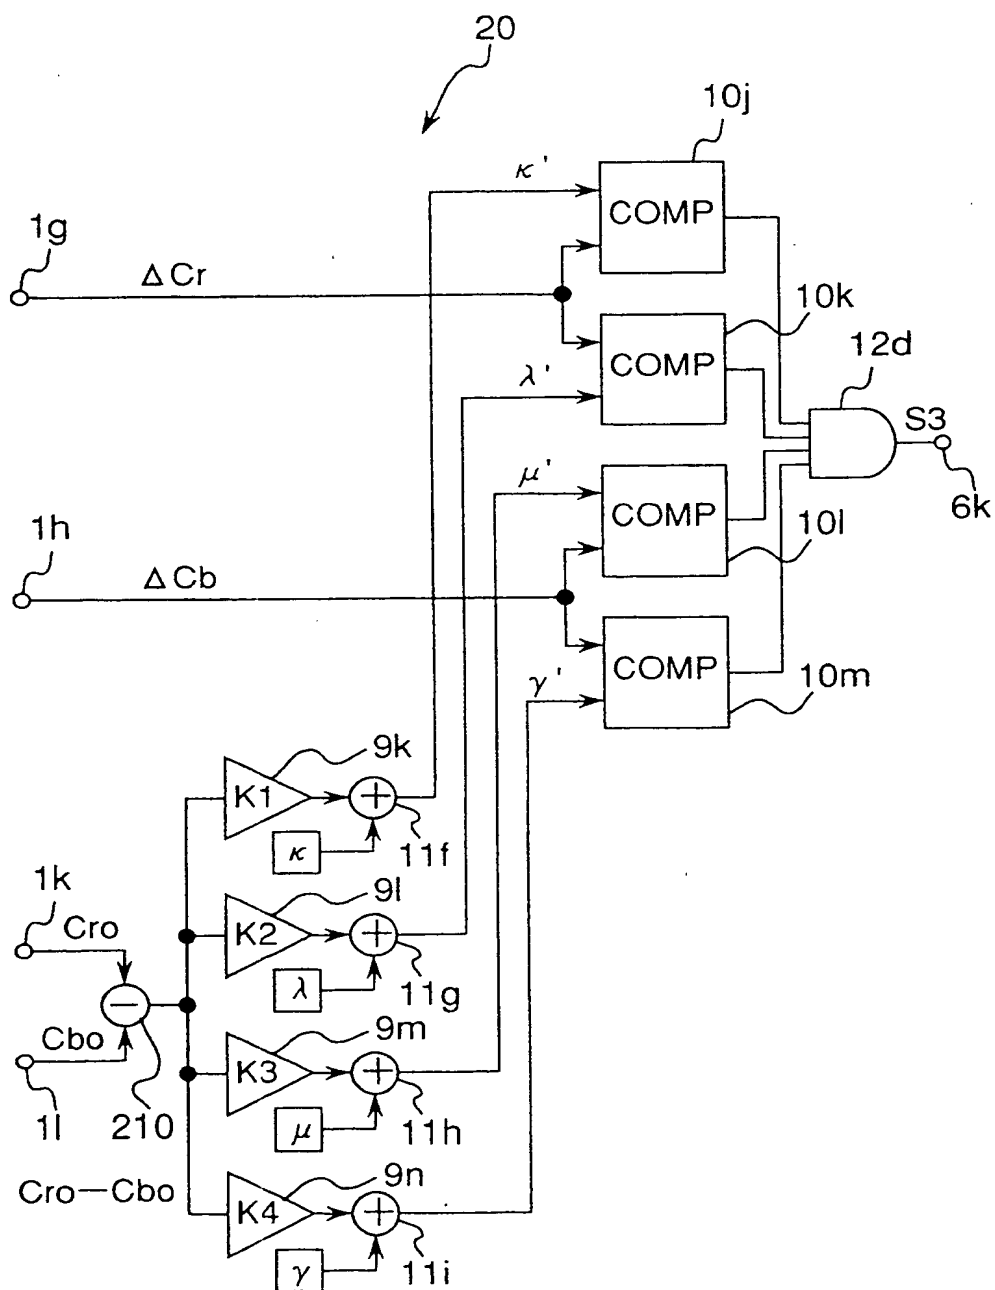 20
10j
κ'
COMP
1g
ΔCr
10k
COMP
12d
λ'
S3
6k
μ'
COMP
10l
1h
ΔCb
COMP
10m
γ'
9k
K1
+
κ
11f
1k
Cro
9l
K2
+
λ
11g
−
Cbo
9m
K3
+
1l
210
μ
11h
Cro−Cbo
9n
K4
+
γ
11i